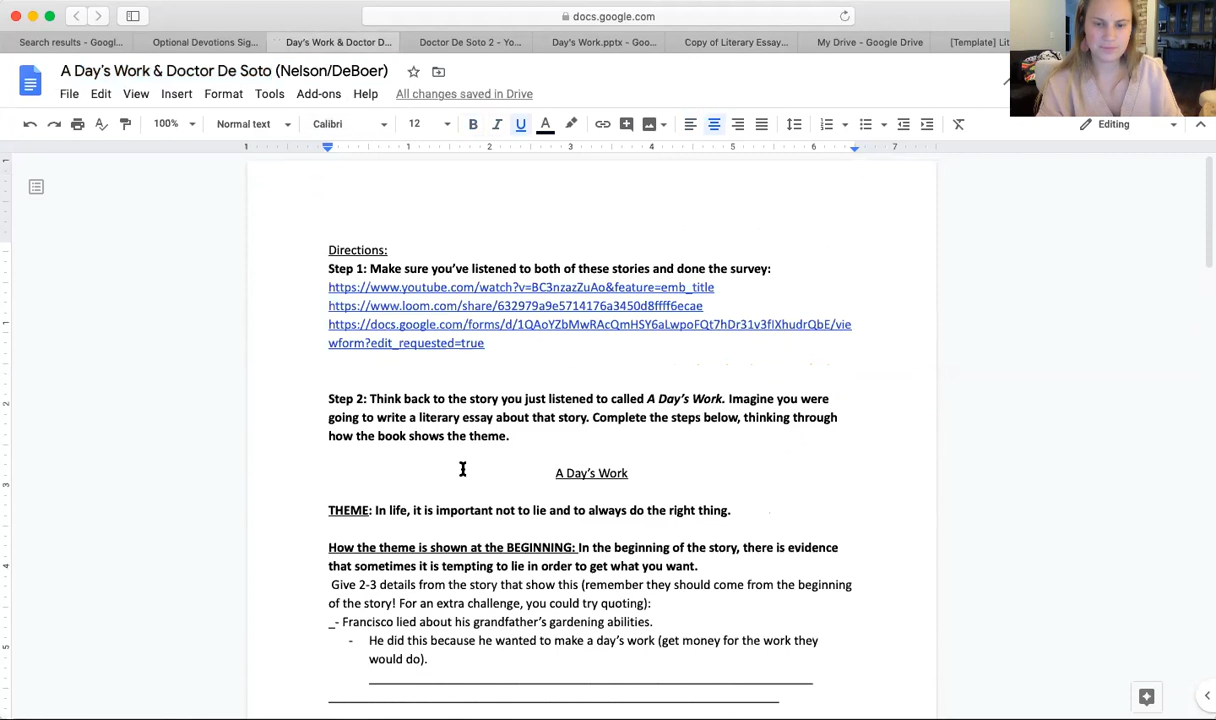 docs.google.com
Search results - Googl...
Optional Devotions Sig...
Day's Work & Doctor D...
Doctor De Soto 2 - Yo...
Day's Work.pptx - Goo...
Copy of Literary Essay...
My Drive - Google Drive
[Template] Lit
A Day's Work & Doctor De Soto (Nelson/DeBoer)
File Edit View Insert Format Tools Add-ons Help All changes saved in Drive
100% Normal text Calibri 12 B I U A Editing
1 1 2 3 4 5 6 7
Directions:
Step 1: Make sure you've listened to both of these stories and done the survey:
https://www.youtube.com/watch?v=BC3nzazZuAo&feature=emb_title
https://www.loom.com/share/632979a9e5714176a3450d8ffff6ecae
https://docs.google.com/forms/d/1QAoYZbMwRAcQmHSY6aLwpoFQt7hDr31v3fIXhudrQbE/vie
wform?edit_requested=true
Step 2: Think back to the story you just listened to called A Day's Work. Imagine you were
going to write a literary essay about that story. Complete the steps below, thinking through
how the book shows the theme.
A Day's Work
THEME: In life, it is important not to lie and to always do the right thing.
How the theme is shown at the BEGINNING: In the beginning of the story, there is evidence
that sometimes it is tempting to lie in order to get what you want.
Give 2-3 details from the story that show this (remember they should come from the beginning
of the story! For an extra challenge, you could try quoting):
_- Francisco lied about his grandfather's gardening abilities.
- He did this because he wanted to make a day's work (get money for the work they
would do).